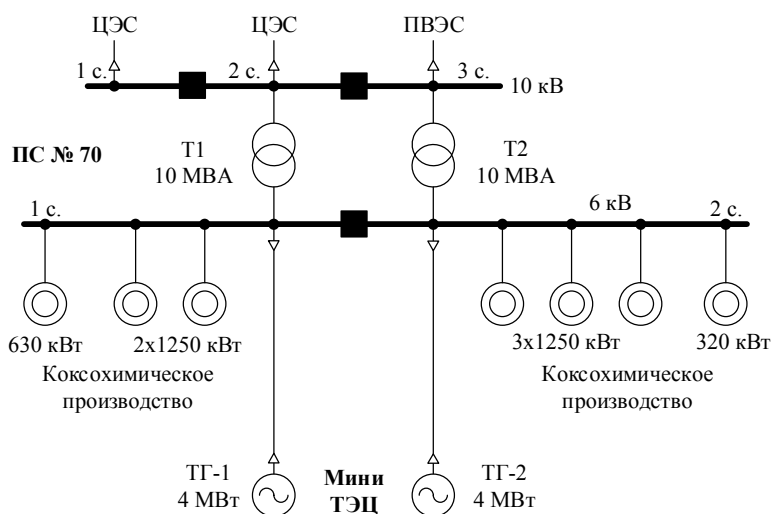 ЦЭС ЦЭС ПВЭС
1 с. 2 с. 3 с.
10 кВ
ПС № 70
Т1
10 МВА
Т2
10 МВА
1 с. 6 кВ 2 с.
630 кВт 2х1250 кВт 3х1250 кВт 320 кВт
Коксохимическое
производство
Коксохимическое
производство
ТГ-1
4 МВт
Мини
ТЭЦ
ТГ-2
4 МВт